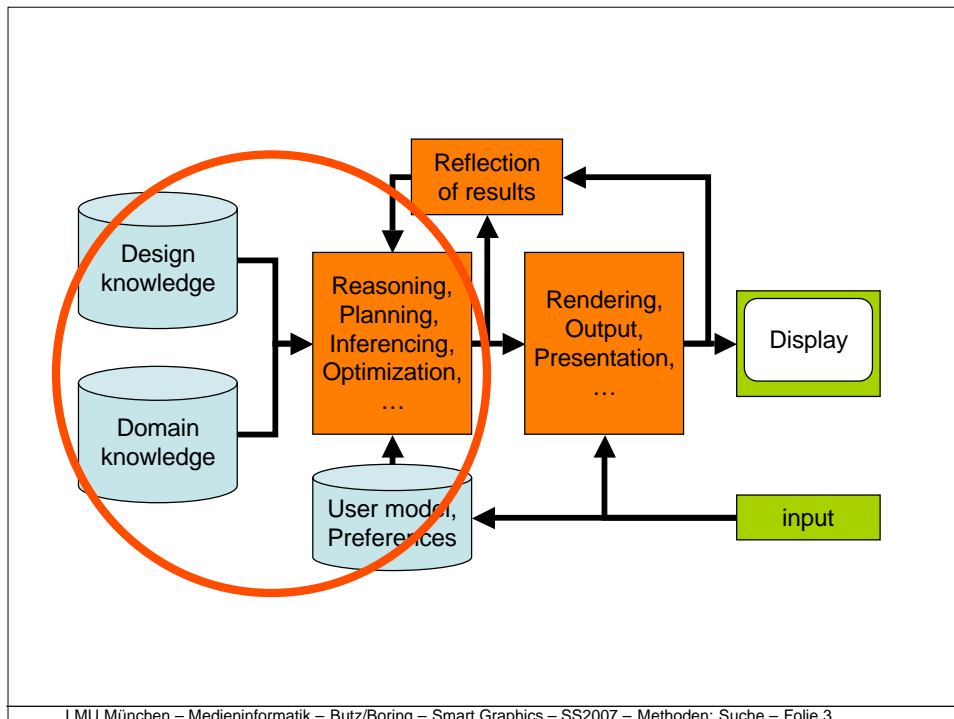 Reflection
of results
Design
knowledge
Reasoning,
Planning,
Inferencing,
Optimization,
…
Rendering,
Output,
Presentation,
…
Display
Domain
knowledge
User model,
Preferences
input
LMU München – Medieninformatik – Butz/Boring – Smart Graphics – SS2007 – Methoden: Suche – Folie 3